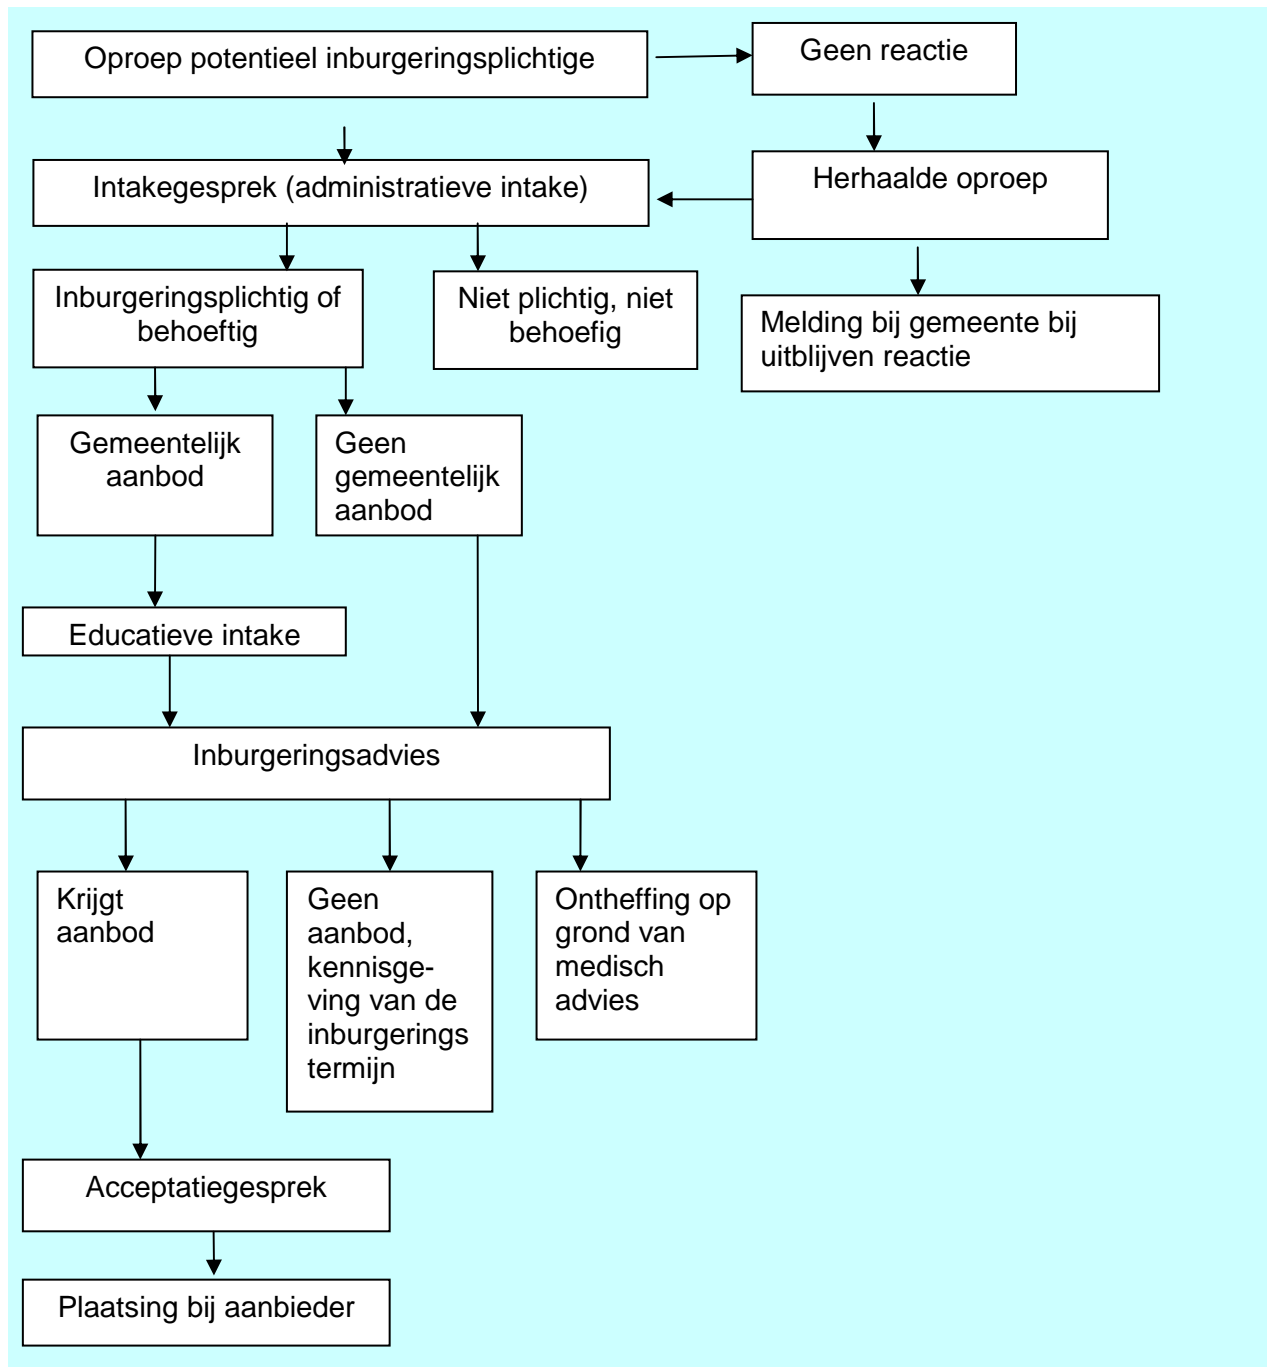 Oproep potentieel inburgeringsplichtige
Geen reactie
Intakegesprek (administratieve intake)
Herhaalde oproep
Inburgeringsplichtig of
behoeftig
Niet plichtig, niet
behoefig
Melding bij gemeente bij
uitblijven reactie
Gemeentelijk
aanbod
Geen
gemeentelijk
aanbod
Educatieve intake
Inburgeringsadvies
Krijgt
aanbod
Geen
aanbod,
kennisge-
ving van de
inburgerings
termijn
Ontheffing op
grond van
medisch
advies
Acceptatiegesprek
Plaatsing bij aanbieder